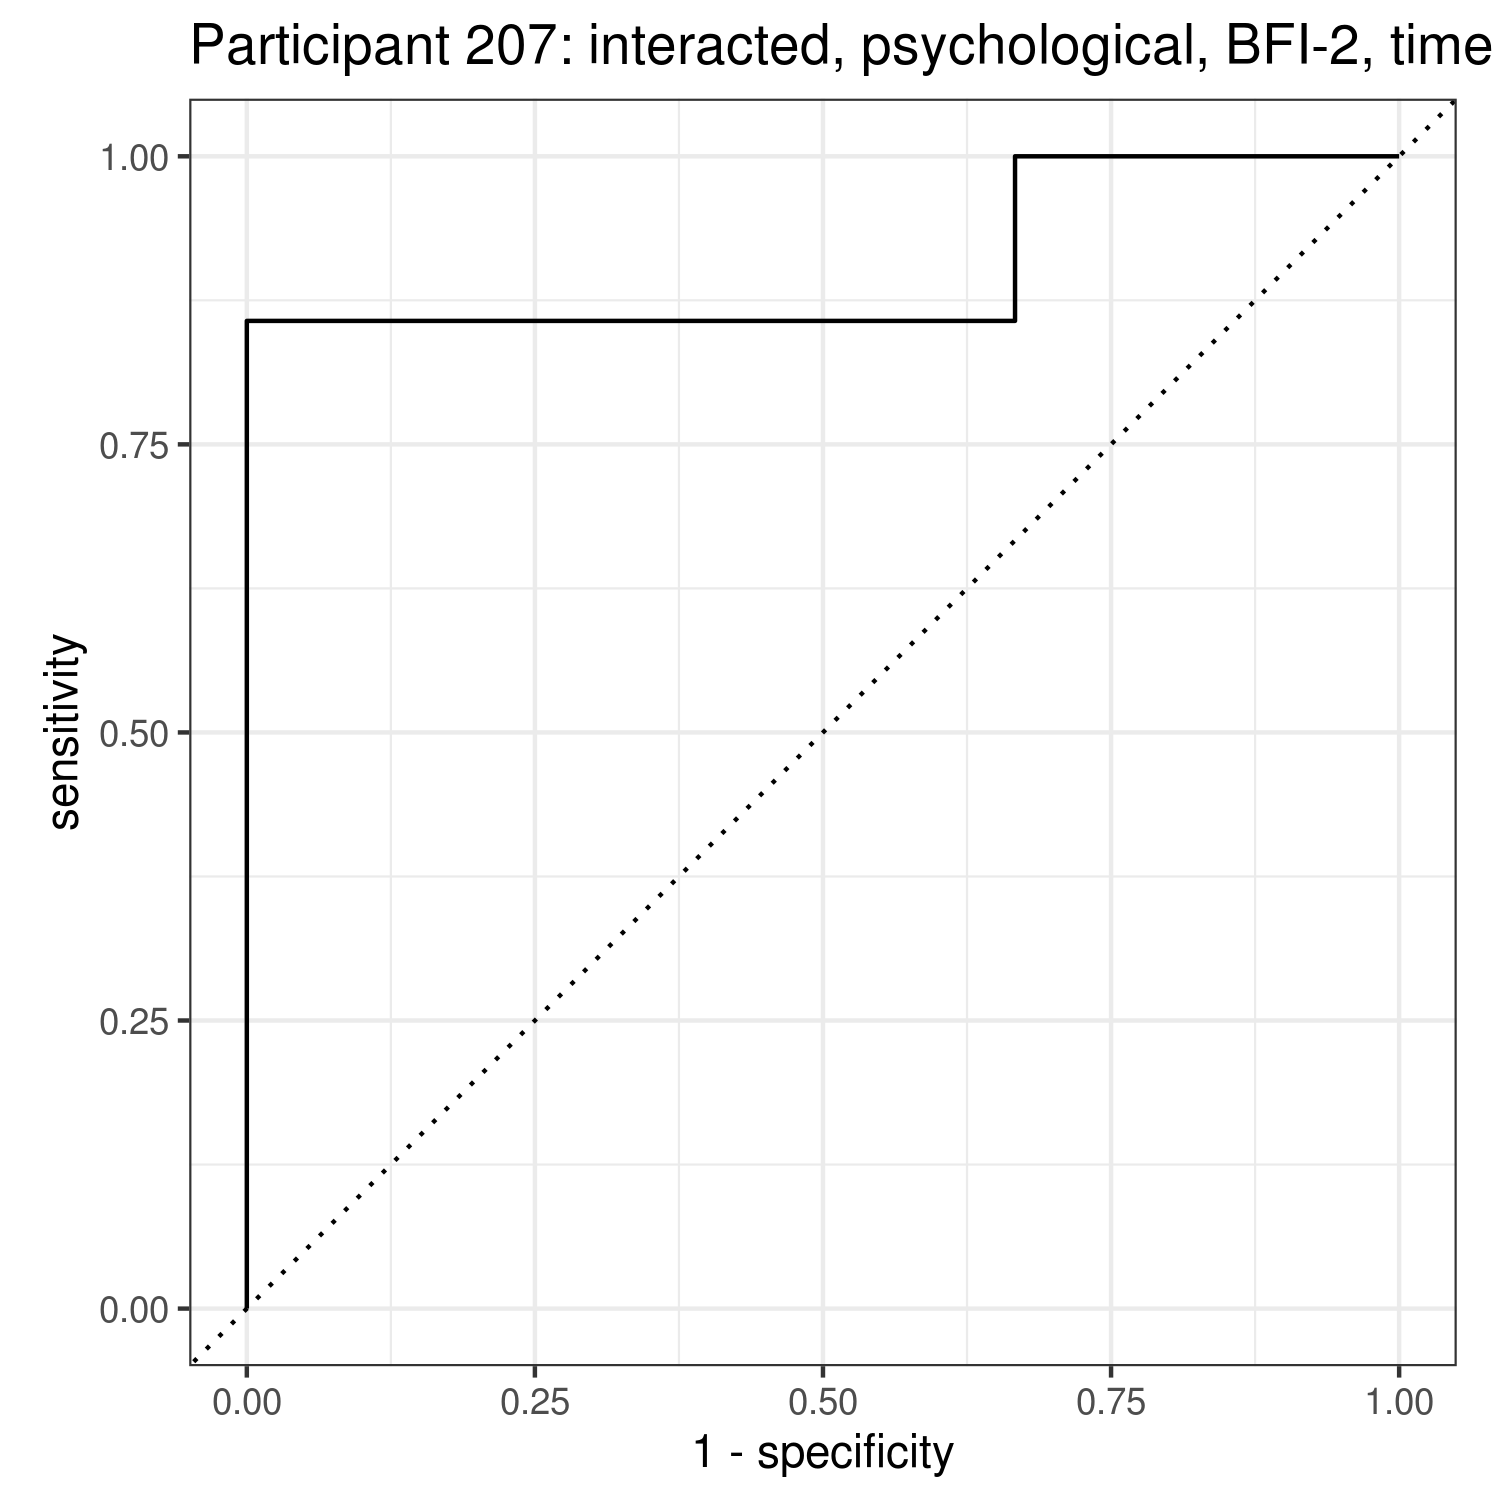 Participant 207: interacted, psychological, BFI-2, time
1.00
0.75
0.50
0.25
0.00
sensitivity
0.00 0.25 0.50 0.75 1.00
1 - specificity